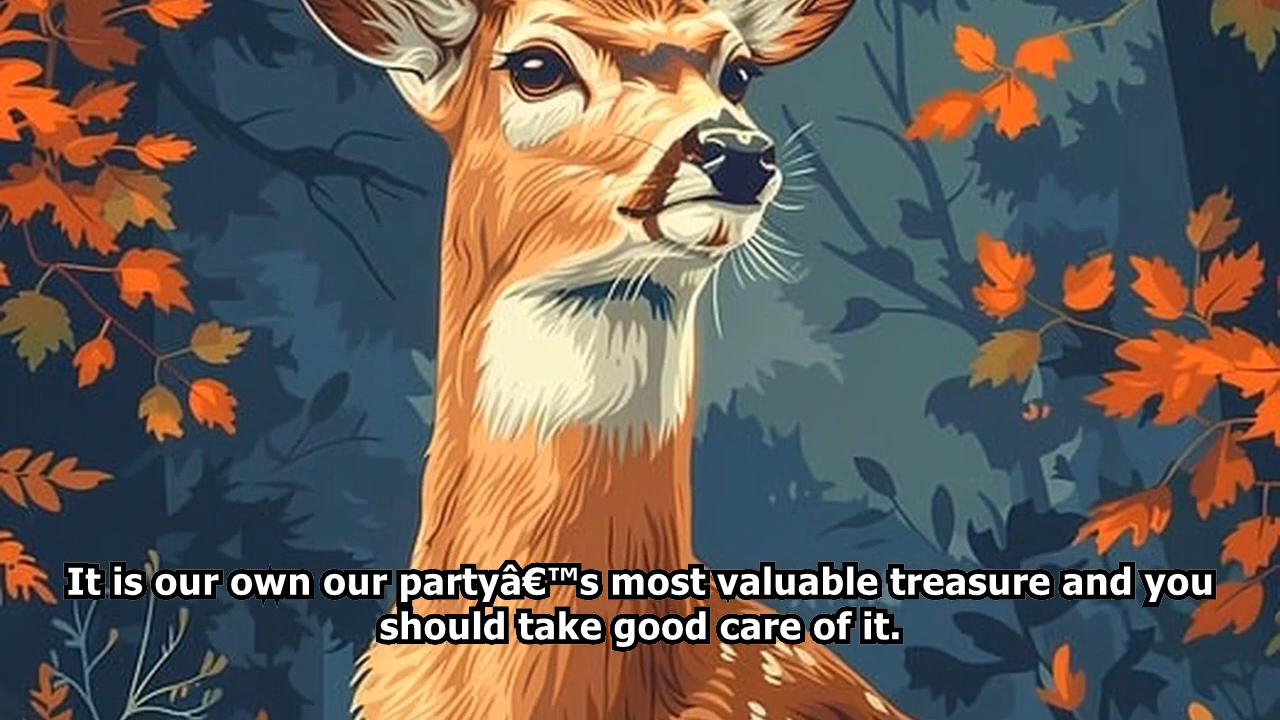 It is our own our partyâ€™s most valuable treasure and you
should take good care of it.